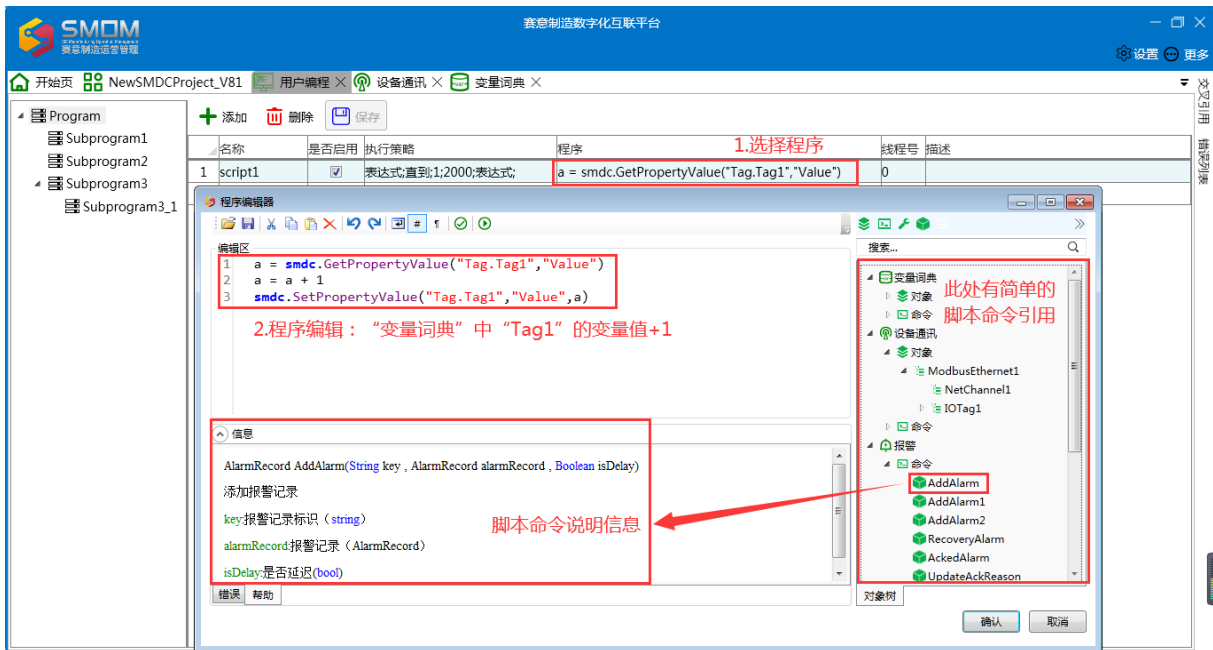 赛意制造数字化互联平台
SMOM
赛意制造运营管理
设置 更多
开始页 NewSMDCProject_V81 用户编程 设备通讯 变量词典
交叉引用
错误列表
Program
Subprogram1
Subprogram2
Subprogram3
Subprogram3_1
添加 删除 保存
名称 是否启用 执行策略 程序 线程号 描述
1.选择程序
1 script1 表达式;直到;1;2000;表达式; a = smdc.GetPropertyValue("Tag.Tag1","Value") 0
程序编辑器
编辑区
1 a = smdc.GetPropertyValue("Tag.Tag1","Value")
2 a = a + 1
3 smdc.SetPropertyValue("Tag.Tag1","Value",a)
2.程序编辑：“变量词典”中“Tag1”的变量值+1
信息
AlarmRecord AddAlarm(String key , AlarmRecord alarmRecord , Boolean isDelay)
添加报警记录
key:报警记录标识（string）
alarmRecord:报警记录（AlarmRecord）
isDelay:是否延迟(bool)
脚本命令说明信息
错误 帮助
搜索...
变量词典
对象
命令
此处有简单的
脚本命令引用
设备通讯
对象
ModbusEthernet1
NetChannel1
IOTag1
命令
报警
命令
AddAlarm
AddAlarm1
AddAlarm2
RecoveryAlarm
AckedAlarm
UpdateAckReason
对象树
确认 取消